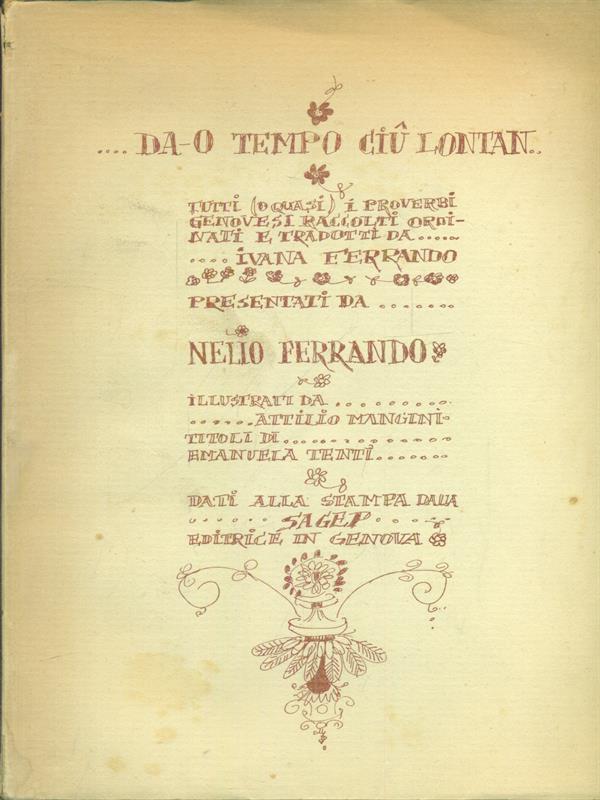 .... DA-O TEMPO CIÛ LONTAN..
TUTTI (O QUASI) I PROVERBI
GENOVESI RACCOLTI ORDI-
NATI E TRADOTTI DA ......
.... IVANA FERRANDO
PRESENTATI DA .......
NELIO FERRANDO
ILLUSTRATI DA ..........
....... ATTILIO MANGINI-
TITOLI DI ...............
EMANUELA TENTI .......
DATI ALLA STAMPA DALLA
...... SAGEP ......
EDITRICE IN GENOVA